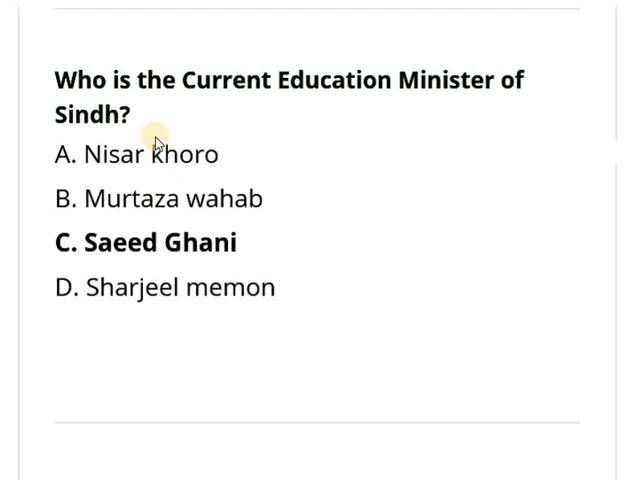 Who is the Current Education Minister of
Sindh?
A. Nisar khoro
B. Murtaza wahab
C. Saeed Ghani
D. Sharjeel memon